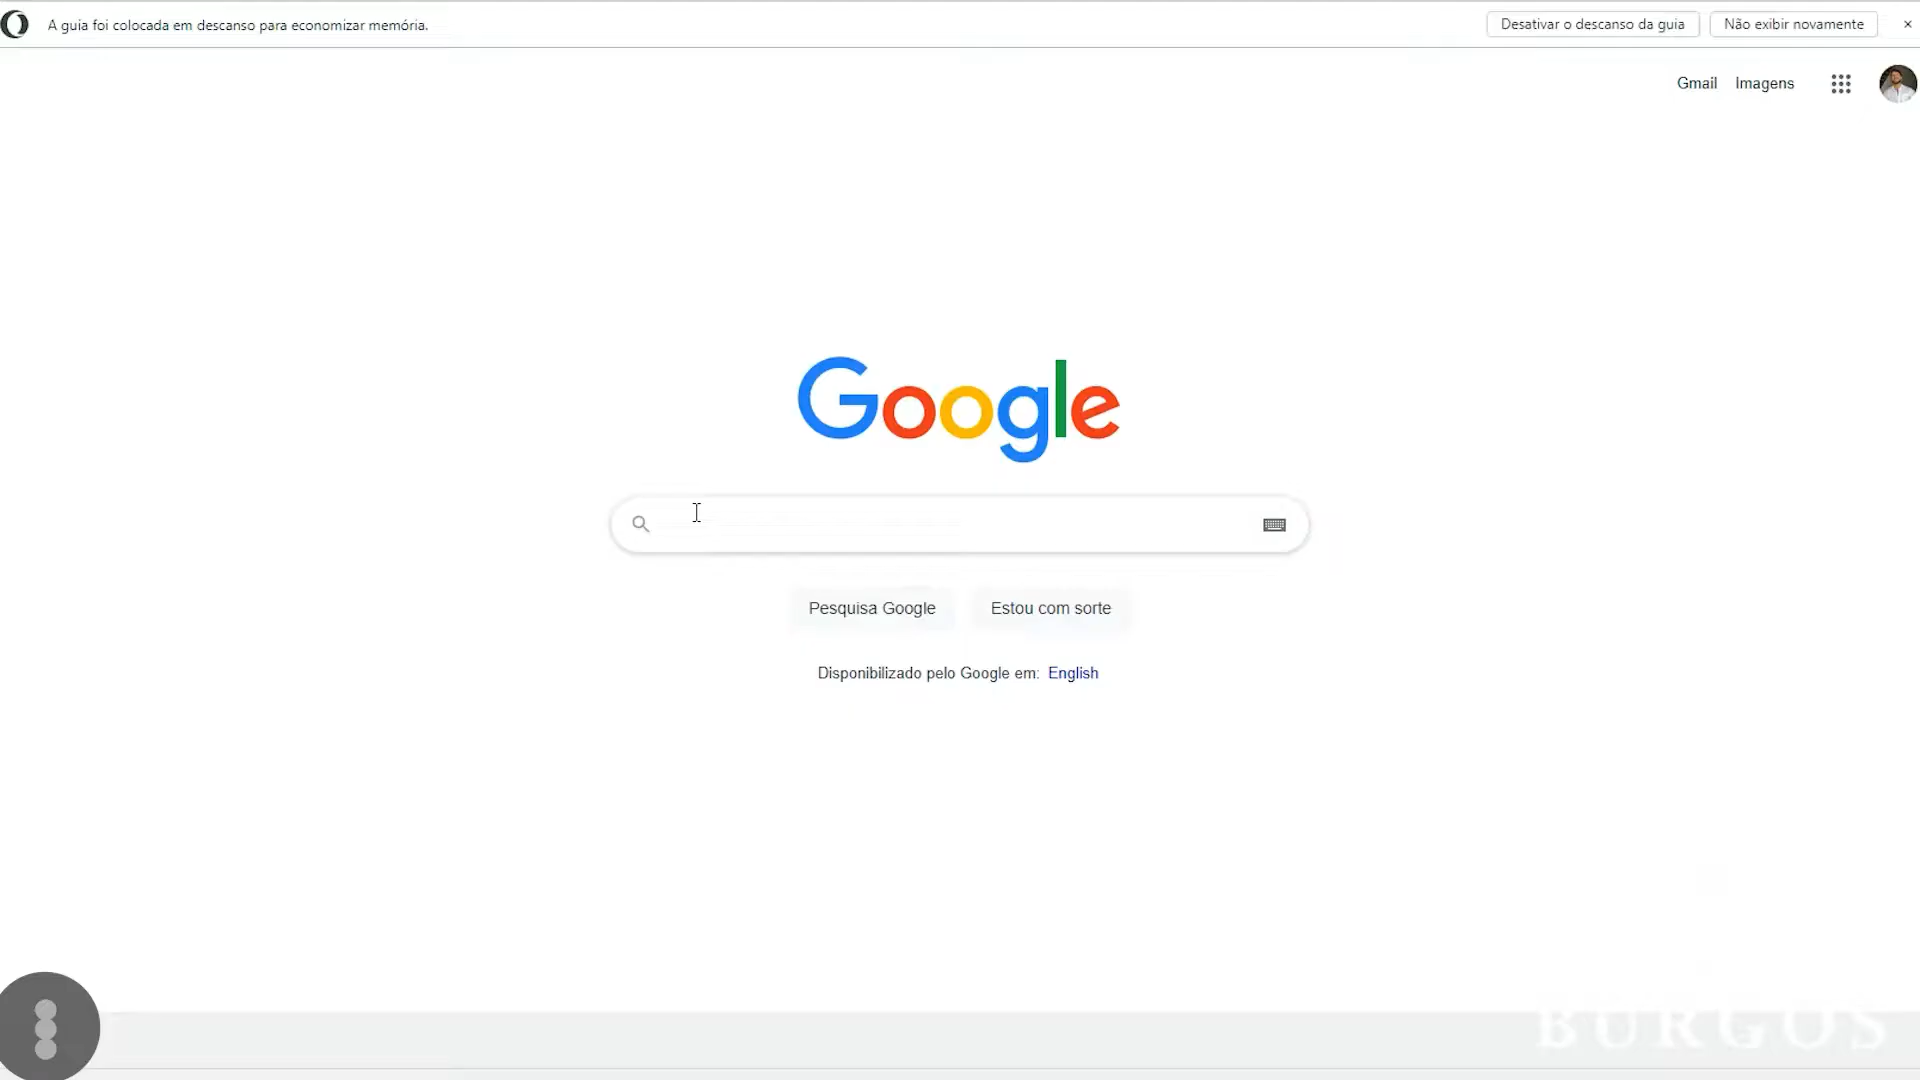 A guia foi colocada em descanso para economizar memória.
Desativar o descanso da guia
Não exibir novamente
Gmail
Imagens
Google
Pesquisa Google
Estou com sorte
Disponibilizado pelo Google em: English
BURGOS